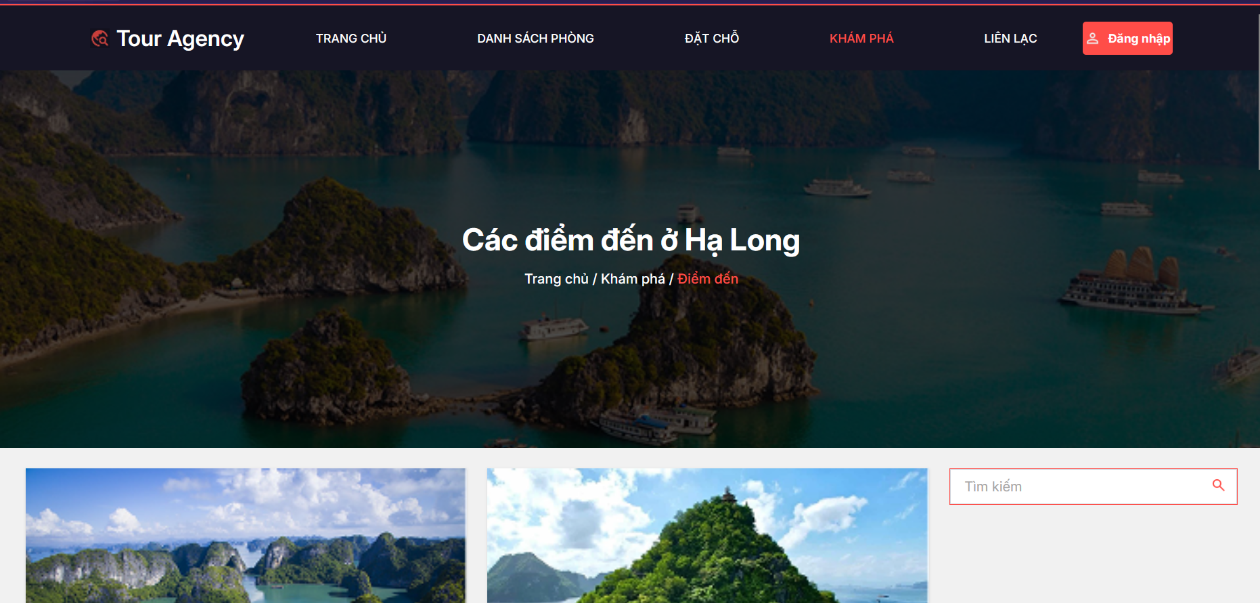 Tour Agency
TRANG CHỦ
DANH SÁCH PHÒNG
ĐẶT CHỖ
KHÁM PHÁ
LIÊN LẠC
Đăng nhập
Các điểm đến ở Hạ Long
Trang chủ / Khám phá / Điểm đến
Tìm kiếm